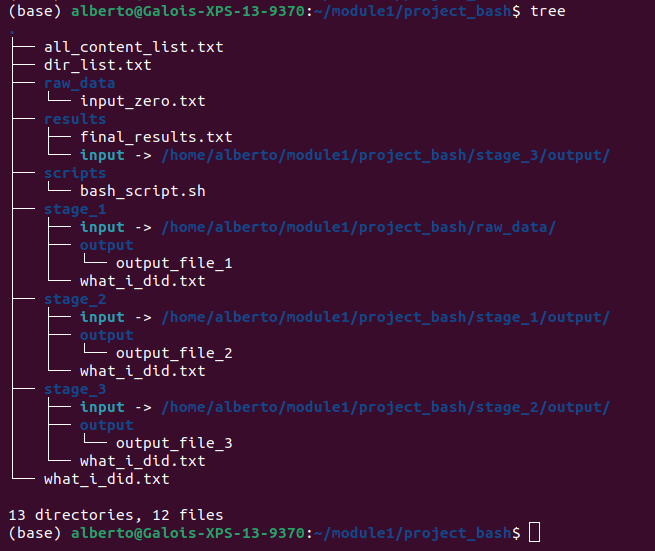 (base) alberto@Galois-XPS-13-9370:~/module1/project_bash$ tree
.
├── all_content_list.txt
├── dir_list.txt
├── raw_data
│   └── input_zero.txt
├── results
│   ├── final_results.txt
│   └── input -> /home/alberto/module1/project_bash/stage_3/output/
├── scripts
│   └── bash_script.sh
├── stage_1
│   ├── input -> /home/alberto/module1/project_bash/raw_data/
│   ├── output
│   │   └── output_file_1
│   └── what_i_did.txt
├── stage_2
│   ├── input -> /home/alberto/module1/project_bash/stage_1/output/
│   ├── output
│   │   └── output_file_2
│   └── what_i_did.txt
├── stage_3
│   ├── input -> /home/alberto/module1/project_bash/stage_2/output/
│   ├── output
│   │   └── output_file_3
│   └── what_i_did.txt
└── what_i_did.txt
13 directories, 12 files
(base) alberto@Galois-XPS-13-9370:~/module1/project_bash$